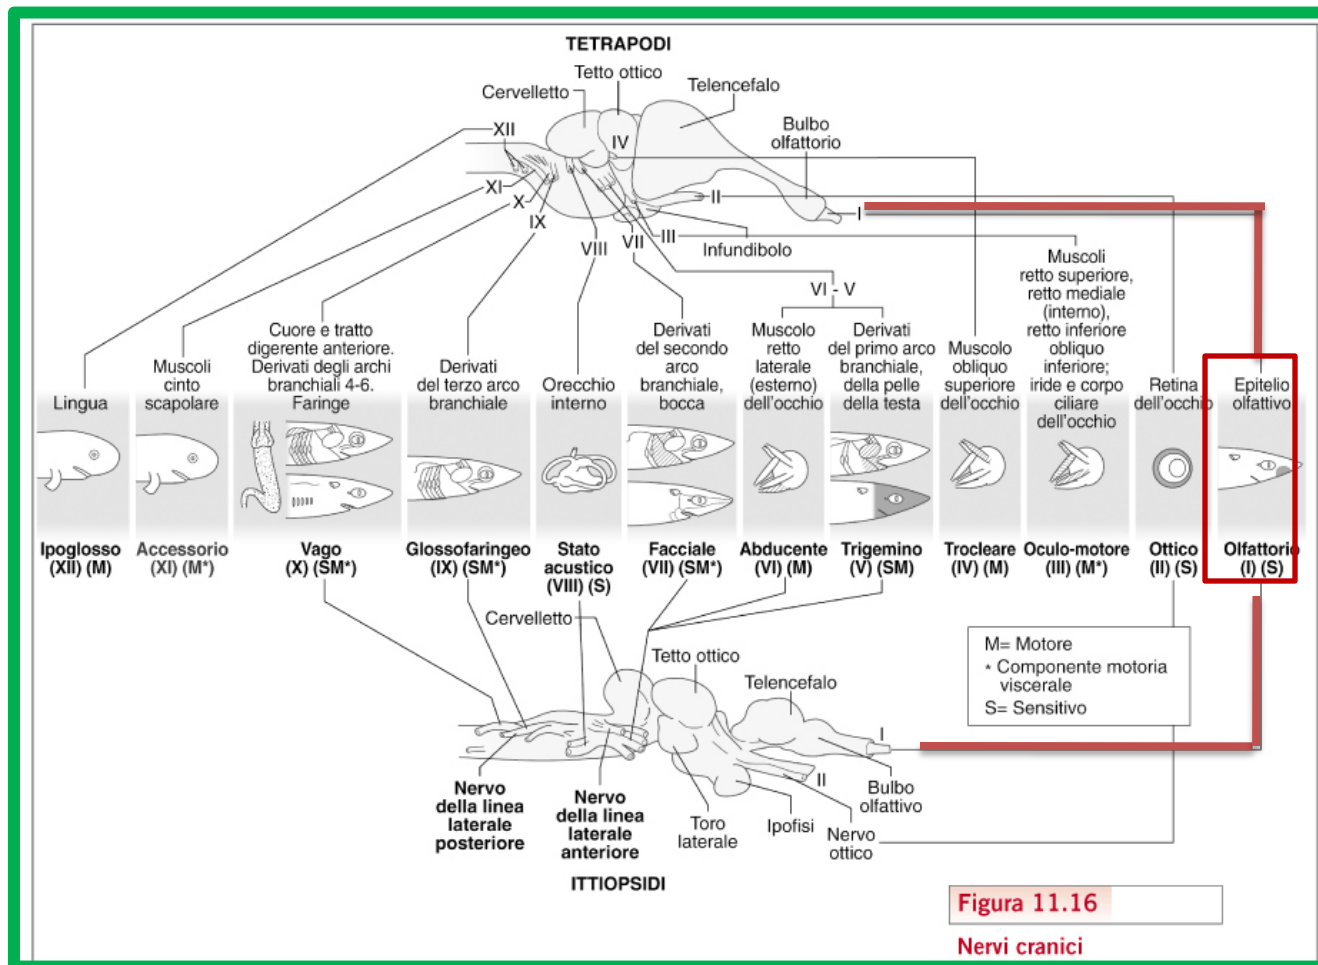 TETRAPODI
Tetto ottico
Cervelletto
Telencefalo
Bulbo
olfattorio
XII
IV
XI
X
IX
VIII
VII
III
II
I
Infundibolo
VI - V
Lingua
Muscoli
cinto
scapolare
Cuore e tratto
digerente anteriore.
Derivati degli archi
branchiali 4-6.
Faringe
Derivati
del terzo arco
branchiale
Orecchio
interno
Derivati
del secondo
arco
branchiale,
bocca
Muscolo
retto
laterale
(esterno)
dell'occhio
Derivati
del primo arco
branchiale,
della pelle
della testa
Muscolo
obliquo
superiore
dell'occhio
Muscoli
retto superiore,
retto mediale
(interno),
retto inferiore
obliquo
inferiore;
iride e corpo
ciliare
dell'occhio
Retina
dell'occhio
Epitelio
olfattivo
Ipoglosso
(XII) (M)
Accessorio
(XI) (M*)
Vago
(X) (SM*)
Glossofaringeo
(IX) (SM*)
Stato
acustico
(VIII) (S)
Facciale
(VII) (SM*)
Abducente
(VI) (M)
Trigemino
(V) (SM)
Trocleare
(IV) (M)
Oculo-motore
(III) (M*)
Ottico
(II) (S)
Olfattorio
(I) (S)
Cervelletto
Tetto ottico
Telencefalo
I
II
Bulbo
olfattivo
Nervo
ottico
Ipofisi
Toro
laterale
Nervo
della linea
laterale
anteriore
Nervo
della linea
laterale
posteriore
ITTIOPSIDI
M= Motore
* Componente motoria
viscerale
S= Sensitivo
Figura 11.16
Nervi cranici